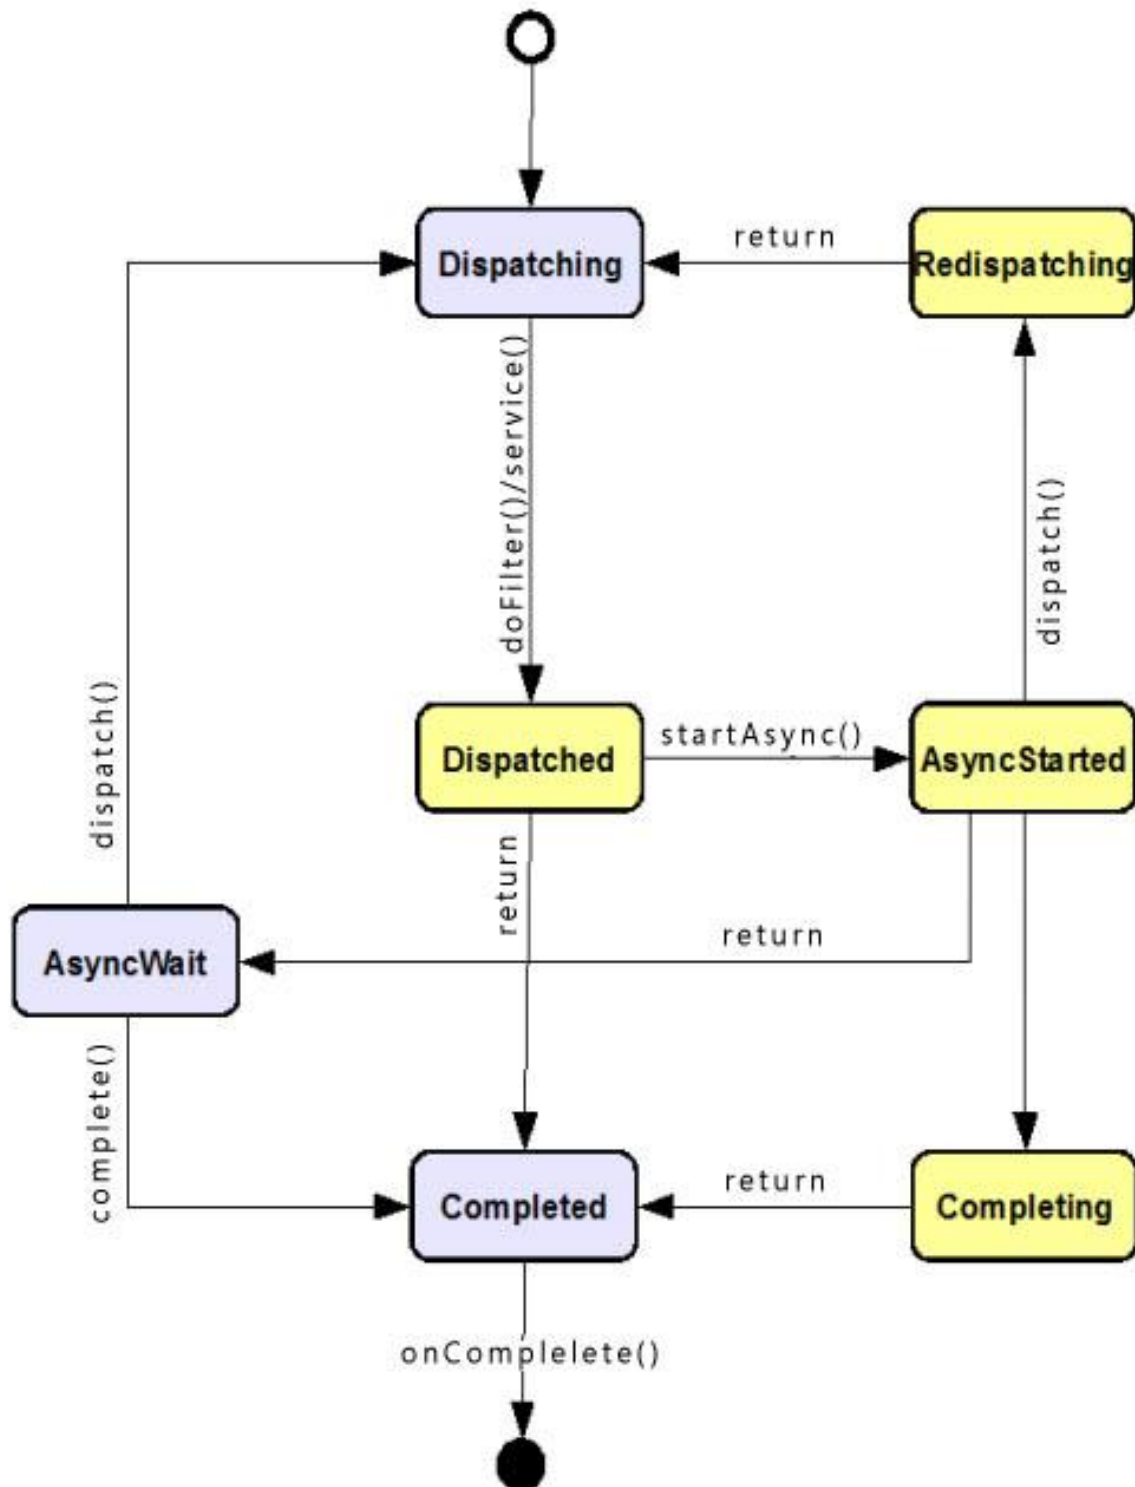 return
Dispatching
Redispatching
doFilter()/service()
dispatch()
dispatch()
startAsync()
Dispatched
AsyncStarted
return
return
AsyncWait
complete()
return
Completed
Completing
onComplelete()